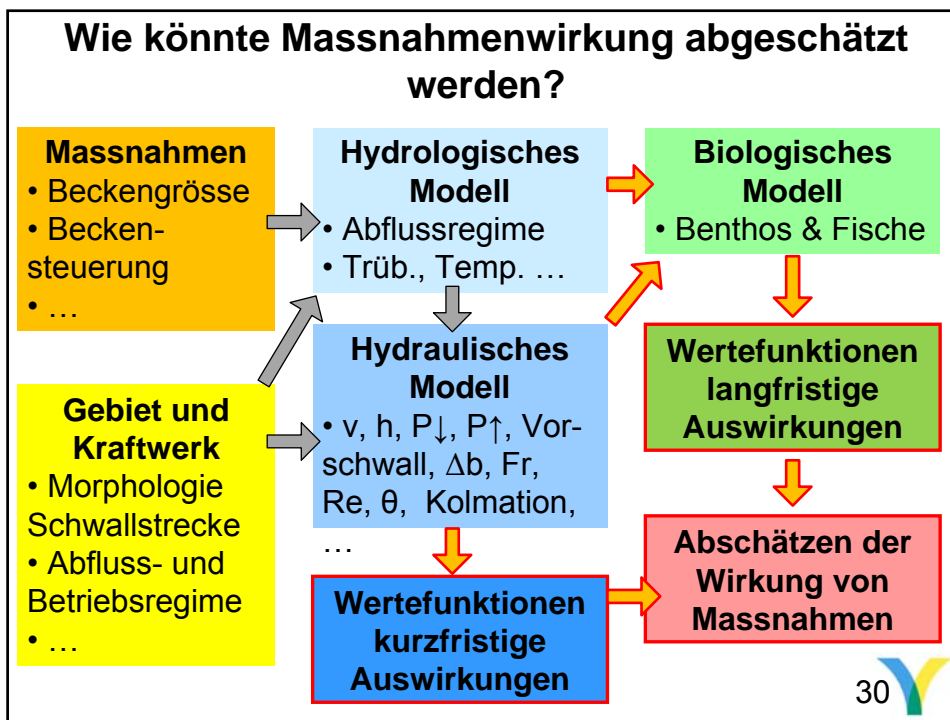 Wie könnte Massnahmenwirkung abgeschätzt
werden?
Massnahmen
• Beckengrösse
• Becken-
steuerung
• …
Hydrologisches
Modell
• Abflussregime
• Trüb., Temp. …
Biologisches
Modell
• Benthos & Fische
Gebiet und
Kraftwerk
• Morphologie
Schwallstrecke
• Abfluss- und
Betriebsregime
• …
Hydraulisches
Modell
• v, h, P↓, P↑, Vor-
schwall, Δb, Fr,
Re, θ, Kolmation,
…
Wertefunktionen
langfristige
Auswirkungen
Wertefunktionen
kurzfristige
Auswirkungen
Abschätzen der
Wirkung von
Massnahmen
30